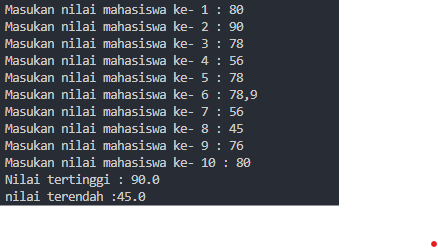 Masukan nilai mahasiswa ke- 1 : 80
Masukan nilai mahasiswa ke- 2 : 90
Masukan nilai mahasiswa ke- 3 : 78
Masukan nilai mahasiswa ke- 4 : 56
Masukan nilai mahasiswa ke- 5 : 78
Masukan nilai mahasiswa ke- 6 : 78,9
Masukan nilai mahasiswa ke- 7 : 56
Masukan nilai mahasiswa ke- 8 : 45
Masukan nilai mahasiswa ke- 9 : 76
Masukan nilai mahasiswa ke- 10 : 80
Nilai tertinggi : 90.0
nilai terendah :45.0